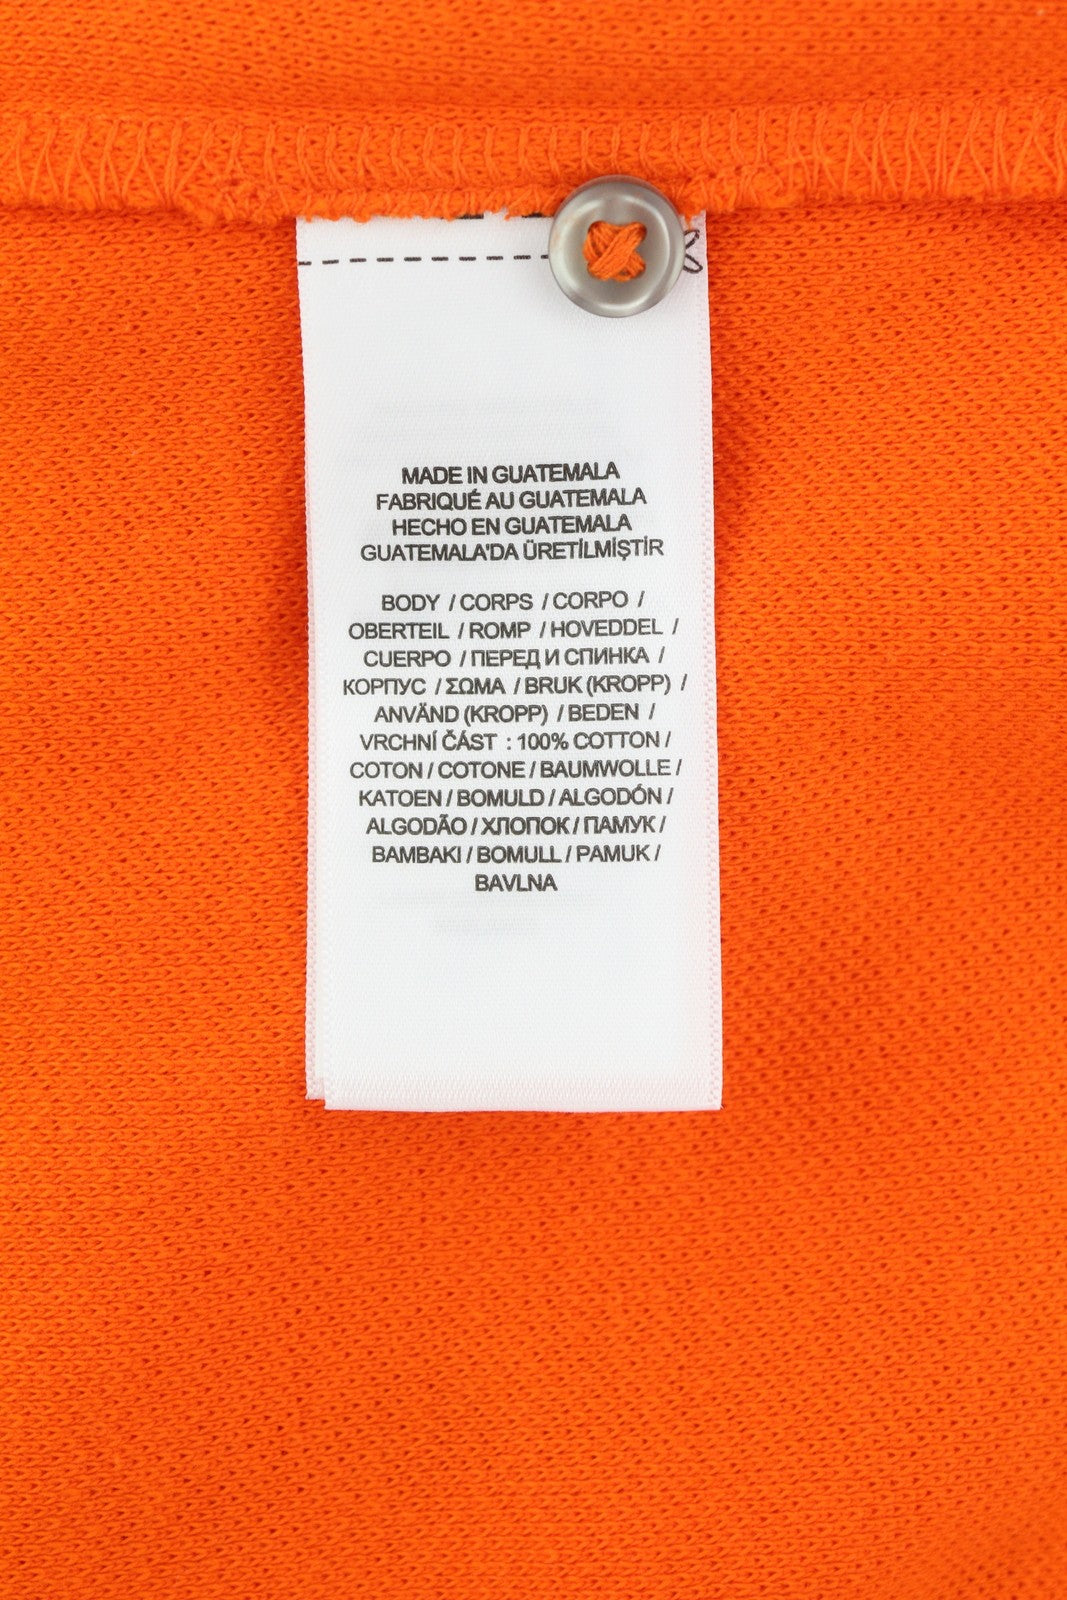 MADE IN GUATEMALA
FABRIQUÉ AU GUATEMALA
HECHO EN GUATEMALA
GUATEMALA'DA ÜRETİLMİŞTİR
BODY / CORPS / CORPO /
OBERTEIL / ROMP / HOVEDDEL /
CUERPO / ПЕРЕД И СПИНКА /
КОРПУС / ΣΩΜΑ / BRUK (KROPP) /
ANVÄND (KROPP) / BEDEN /
VRCHNÍ ČÁST : 100% COTTON /
COTON / COTONE / BAUMWOLLE /
KATOEN / BOMULD / ALGODÓN /
ALGODÃO / ХЛОПОК / ПАМУК /
BAMBAKI / BOMULL / PAMUK /
BAVLNA